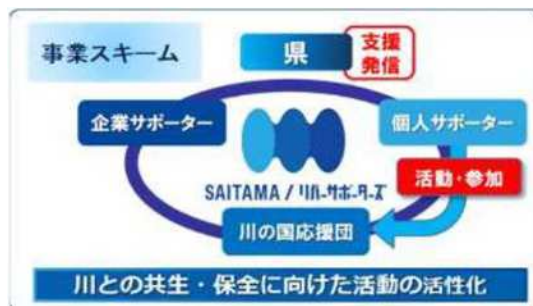 事業スキーム
県
支援
発信
企業サポーター
個人サポーター
SAITAMA / リバーサポーターズ
活動・参加
川の国応援団
川との共生・保全に向けた活動の活性化